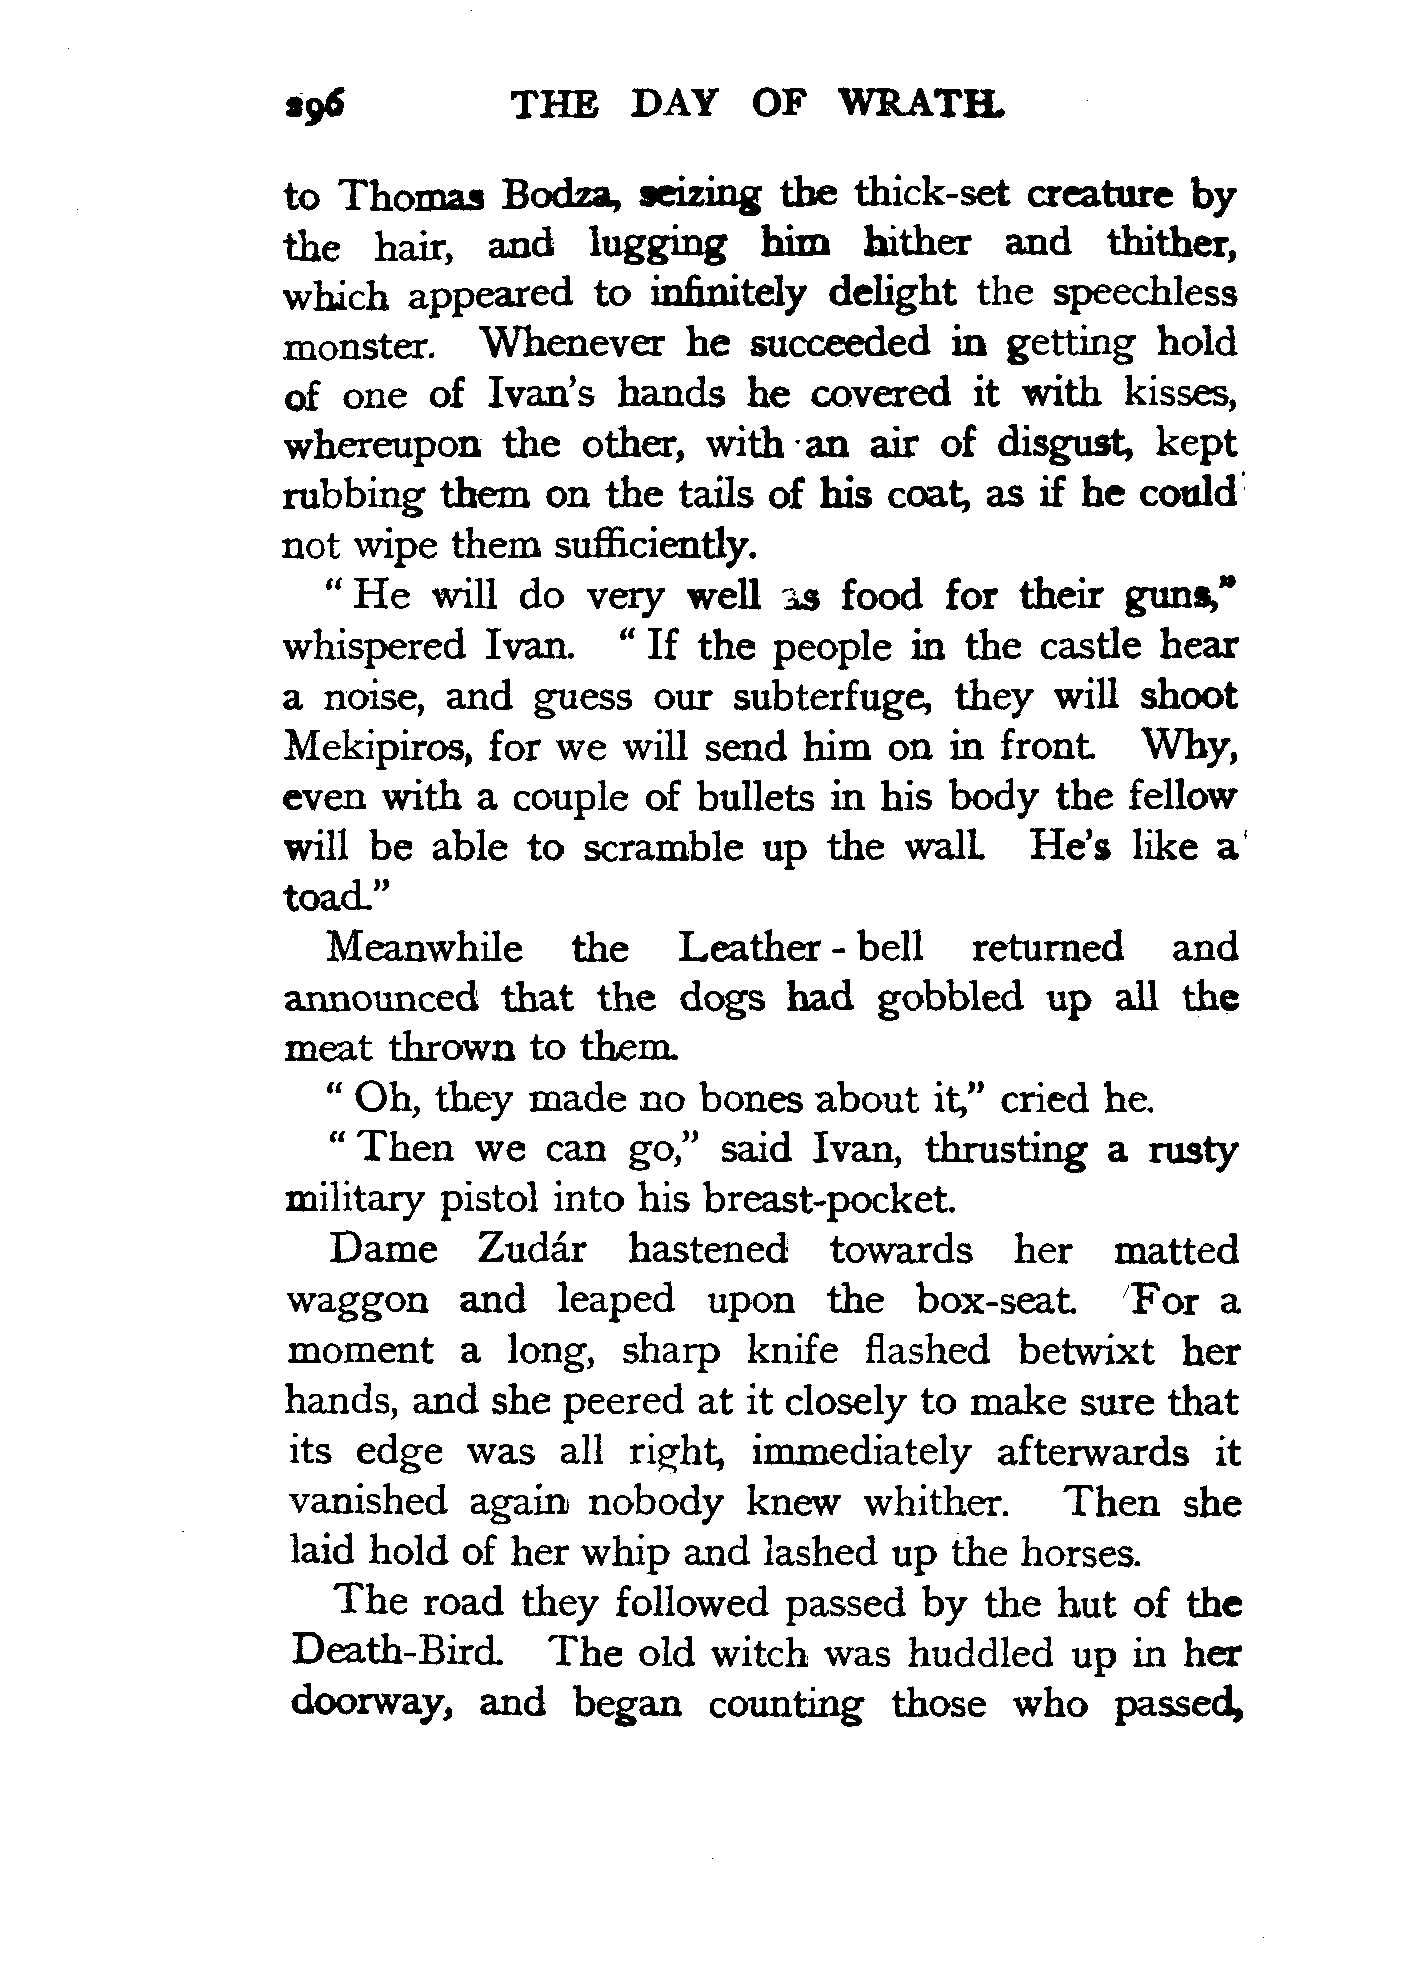 296 THE DAY OF WRATH.
to Thomas Bodza, seizing the thick-set creature by
the hair, and lugging him hither and thither,
which appeared to infinitely delight the speechless
monster. Whenever he succeeded in getting hold
of one of Ivan's hands he covered it with kisses,
whereupon the other, with an air of disgust, kept
rubbing them on the tails of his coat, as if he could
not wipe them sufficiently.
"He will do very well as food for their guns,"
whispered Ivan. "If the people in the castle hear
a noise, and guess our subterfuge, they will shoot
Mekipiros, for we will send him on in front. Why,
even with a couple of bullets in his body the fellow
will be able to scramble up the wall. He's like a
toad."
Meanwhile the Leather-bell returned and
announced that the dogs had gobbled up all the
meat thrown to them.
"Oh, they made no bones about it," cried he.
"Then we can go," said Ivan, thrusting a rusty
military pistol into his breast-pocket.
Dame Zudár hastened towards her matted
waggon and leaped upon the box-seat. For a
moment a long, sharp knife flashed betwixt her
hands, and she peered at it closely to make sure that
its edge was all right, immediately afterwards it
vanished again nobody knew whither. Then she
laid hold of her whip and lashed up the horses.
The road they followed passed by the hut of the
Death-Bird. The old witch was huddled up in her
doorway, and began counting those who passed,